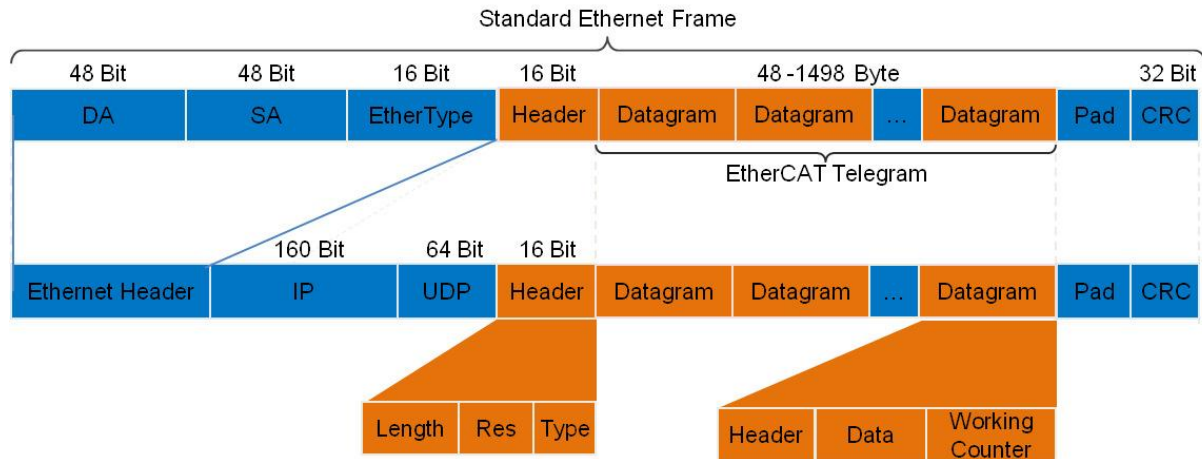 Standard Ethernet Frame
48 Bit 48 Bit 16 Bit 16 Bit 48 -1498 Byte 32 Bit
DA SA EtherType Header Datagram Datagram ... Datagram Pad CRC
EtherCAT Telegram
160 Bit 64 Bit 16 Bit
Ethernet Header IP UDP Header Datagram Datagram ... Datagram Pad CRC
Length Res Type
Header Data Working
Counter